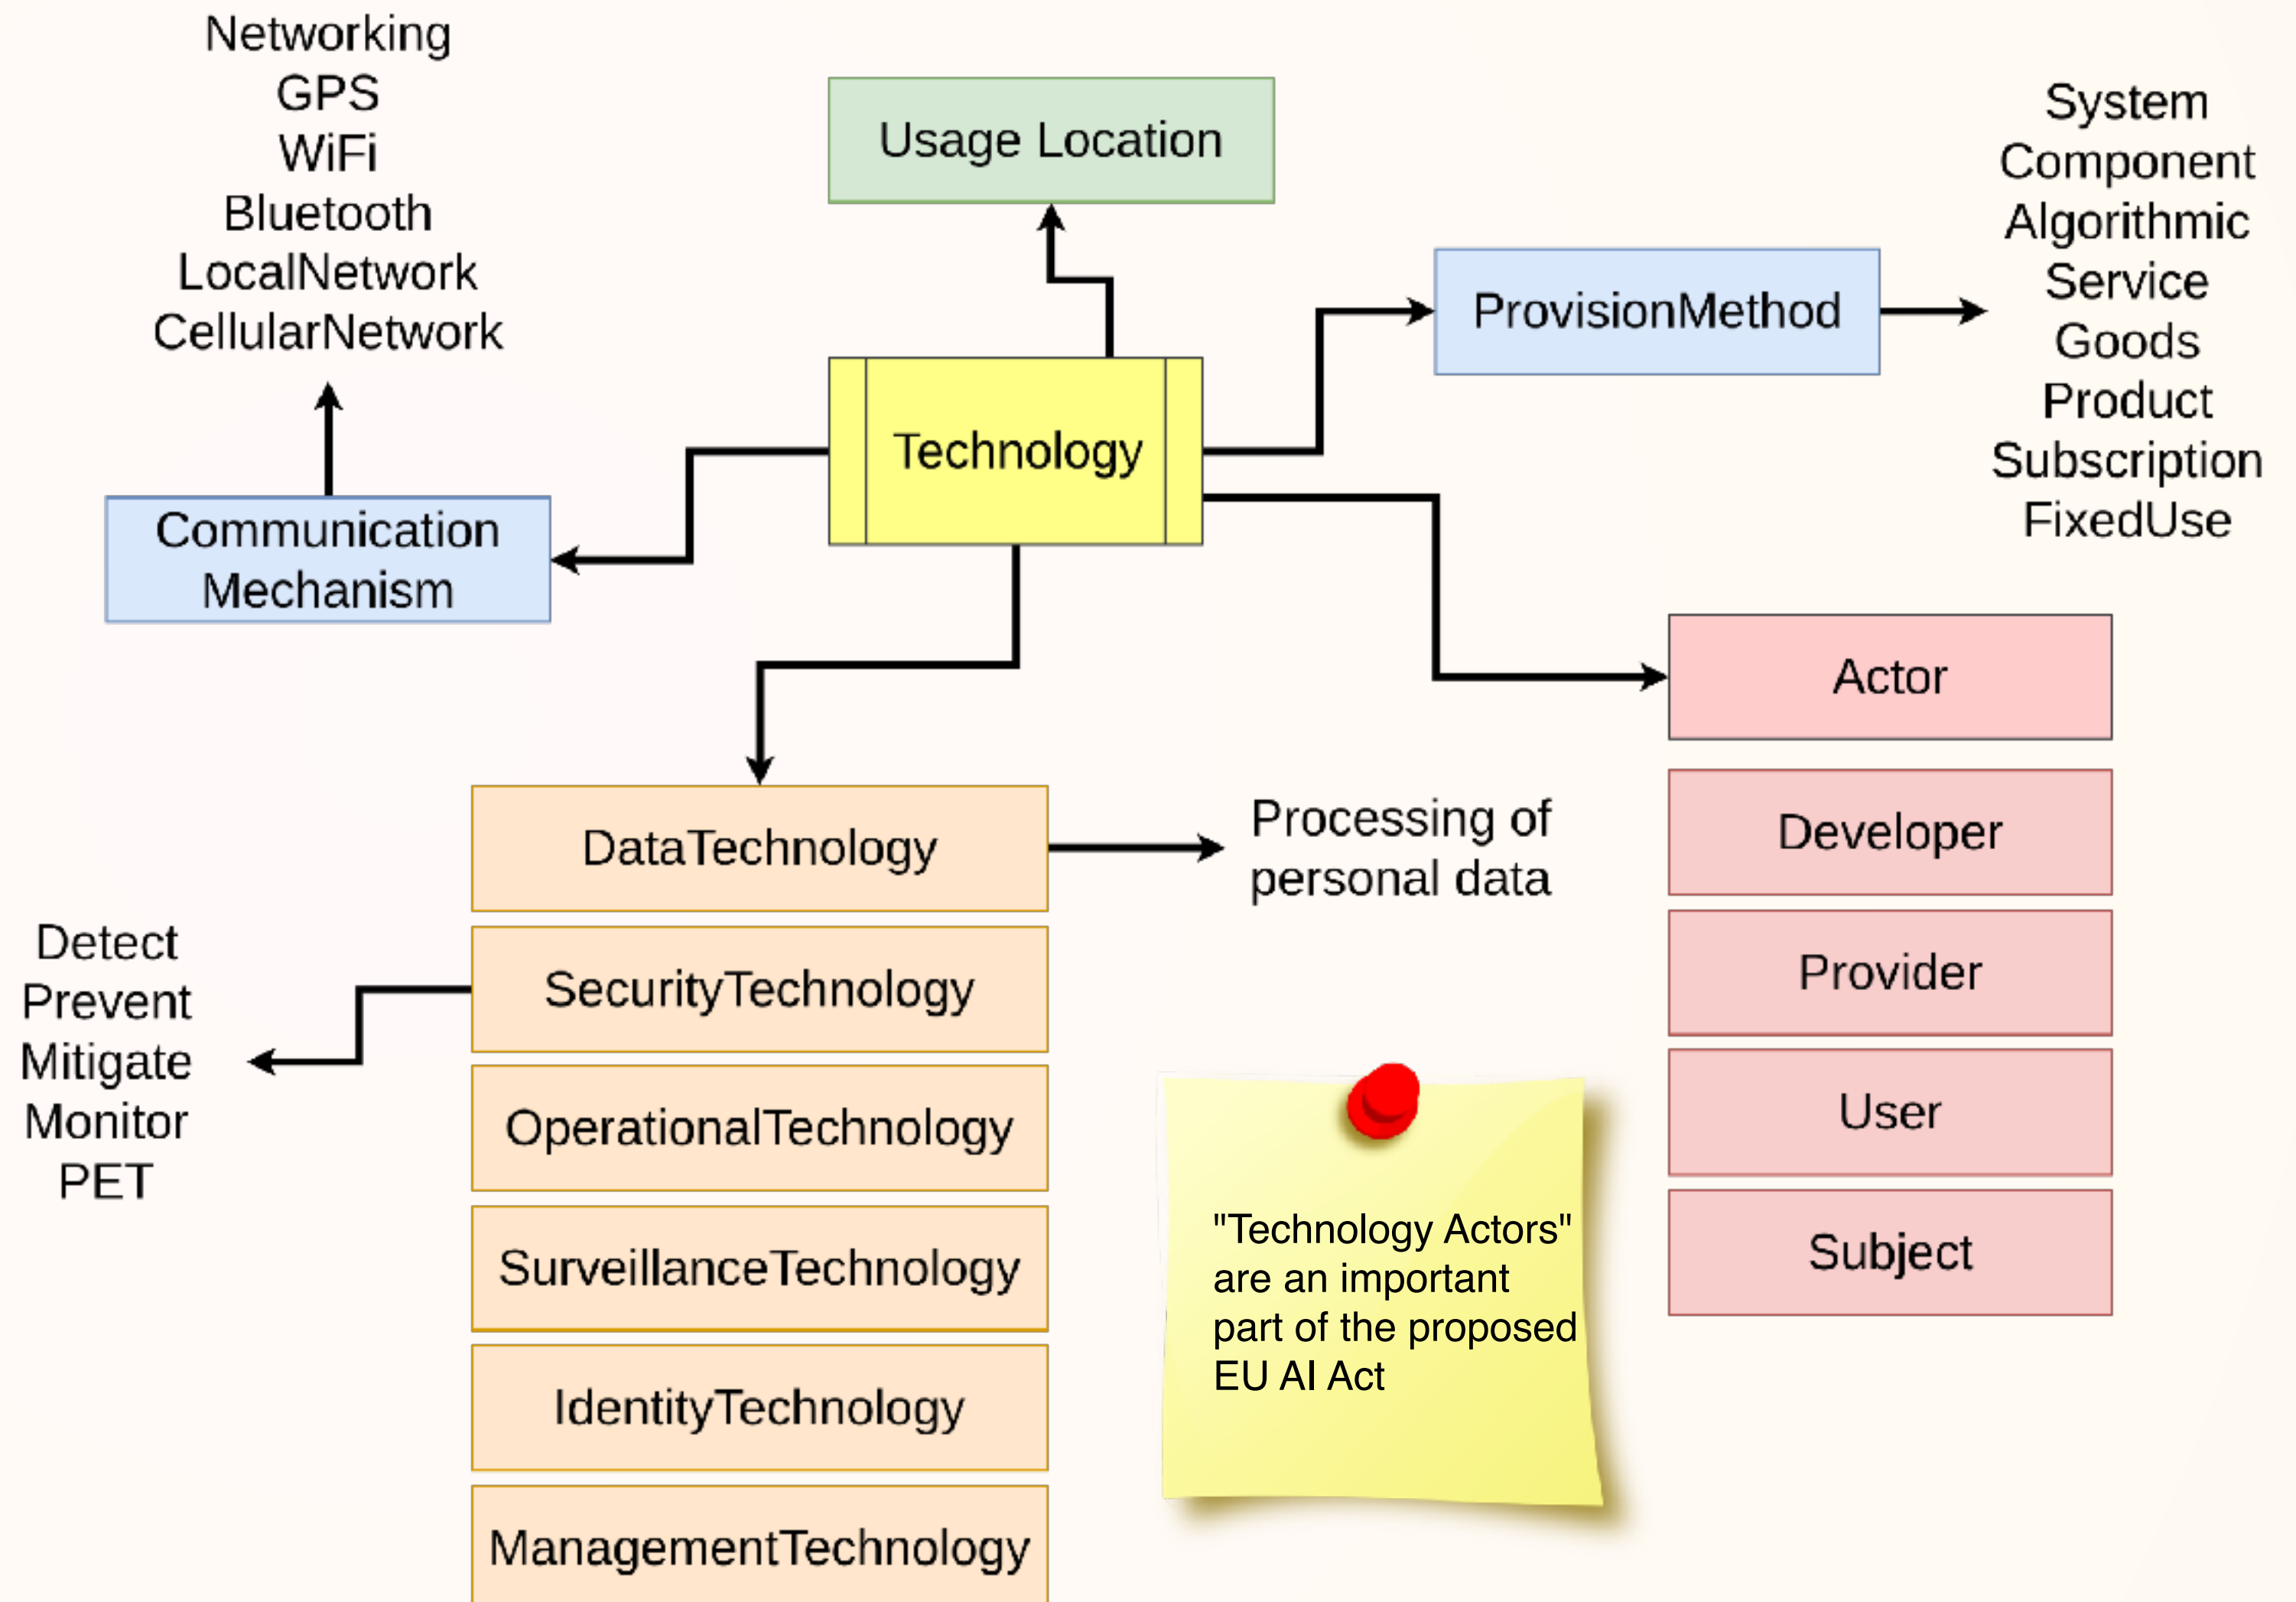 Networking
GPS
WiFi
Bluetooth
LocalNetwork
CellularNetwork
Usage Location
System
Component
Algorithmic
Service
Goods
Product
Subscription
FixedUse
ProvisionMethod
Technology
Communication
Mechanism
Actor
Developer
Provider
User
Subject
DataTechnology
Processing of
personal data
SecurityTechnology
Detect
Prevent
Mitigate
Monitor
PET
OperationalTechnology
SurveillanceTechnology
IdentityTechnology
ManagementTechnology
"Technology Actors"
are an important
part of the proposed
EU AI Act